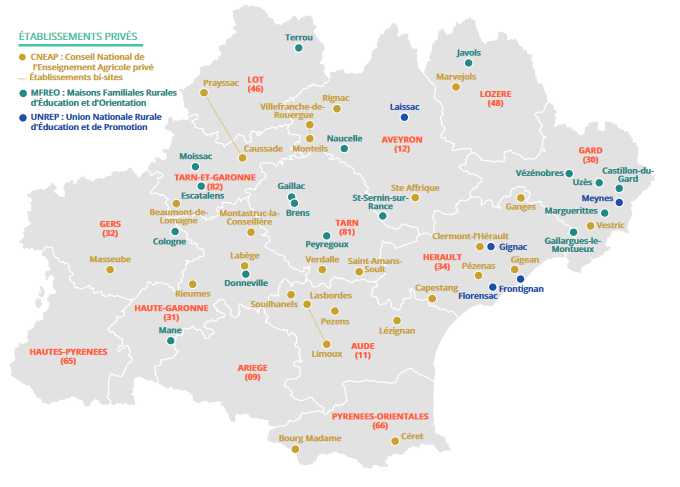 ÉTABLISSEMENTS PRIVÉS
CNEAP : Conseil National de
l'Enseignement Agricole privé
Établissements bi-sites
MFREO : Maisons Familiales Rurales
d'Éducation et d'Orientation
UNREP : Union Nationale Rurale
d'Éducation et de Promotion
Terrou
Javols
Prayssac
LOT
(46)
Marvejols
LOZERE
(48)
Rignac
Villefranche-de-
Rouergue
Laissac
Naucelle
AVEYRON
(12)
Caussade
Monteils
GARD
(30)
Moissac
Vézénobres
Castillon-du-
Gard
TARN-ET-GARONNE
(82)
Uzès
Escatalens
Gaillac
Ste Affrique
St-Sernin-sur-
Rance
Meynes
Ganges
Marguerittes
Beaumont-de-
Lomagne
Montastruc-la-
Conseillère
Brens
GERS
(32)
TARN
(81)
Vestric
Cologne
Peyregoux
Clermont-l'Hérault
Gignac
Gallargues-le-
Montueux
Masseube
Labège
Verdalle
Saint-Amans-
Soult
HERAULT
(34)
Pézenas
Gigean
Donneville
Rieumes
Capestang
Florensac
Frontignan
Souilhanels
Lasbordes
HAUTE-GARONNE
(31)
Pezens
Mane
Lézignan
HAUTES-PYRENEES
(65)
Limoux
AUDE
(11)
ARIEGE
(09)
PYRENEES-ORIENTALES
(66)
Bourg Madame
Céret